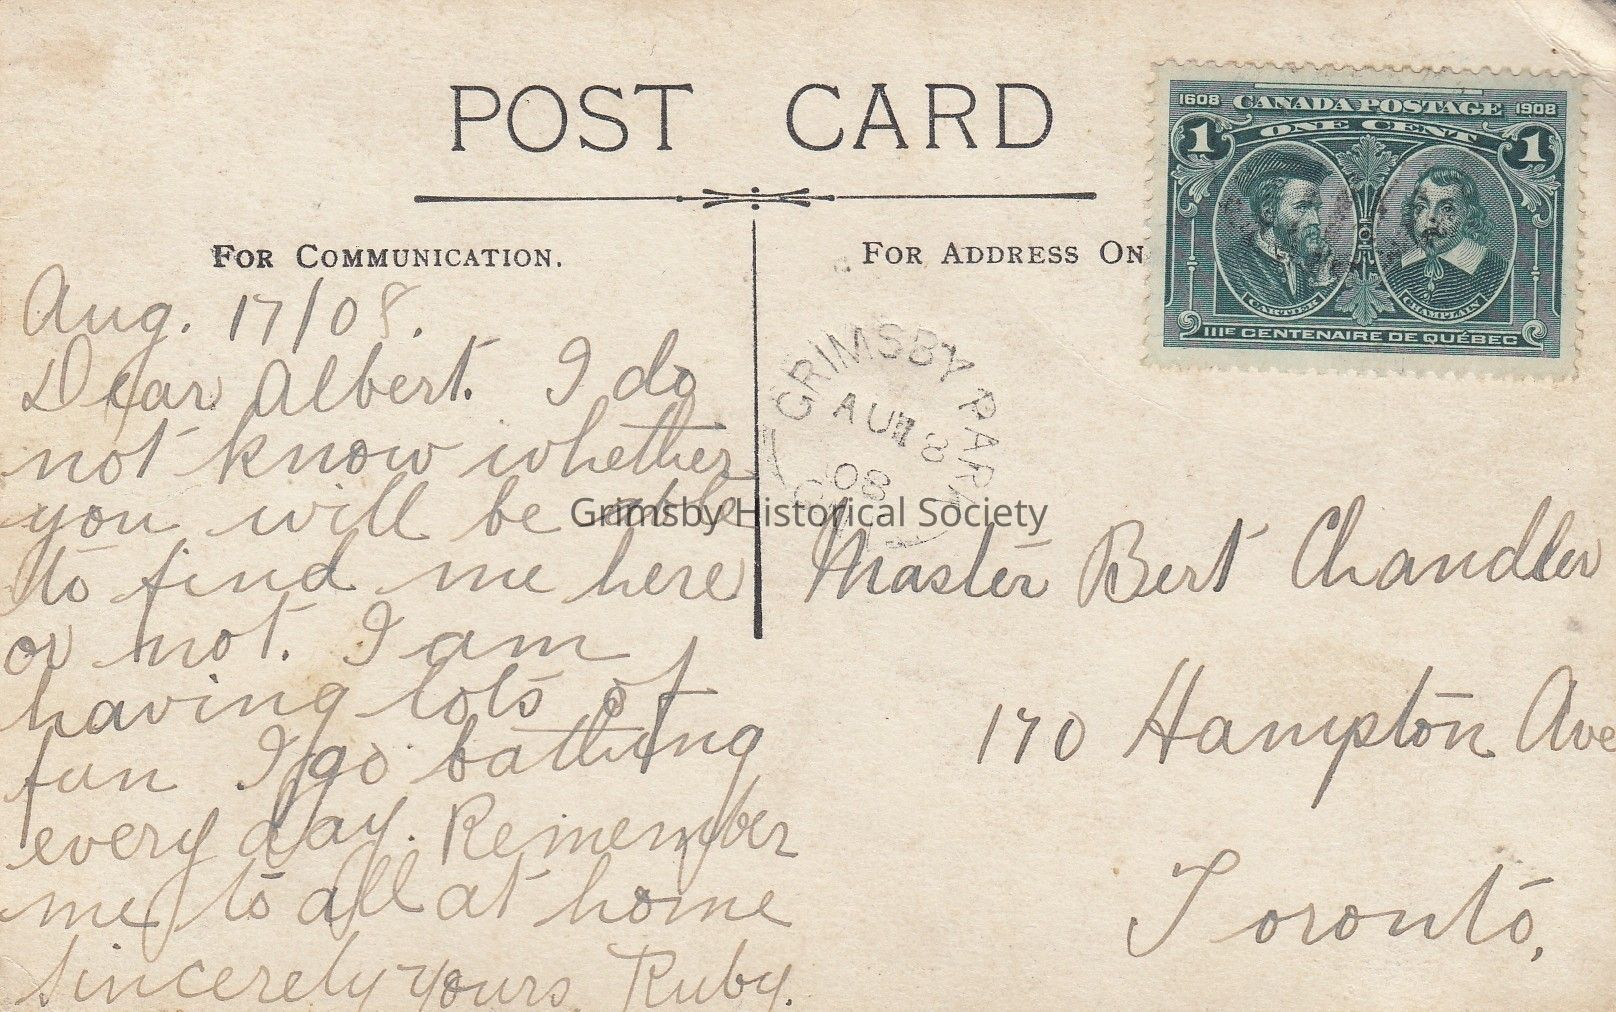 POST CARD
FOR COMMUNICATION.
FOR ADDRESS ON
1608 CANADA POSTAGE 1908
1 ONE CENT 1
CARTIER CHAMPLAIN
IIIE CENTENAIRE DE QUÉBEC
GRIMSBY PARK
AU 18
08
Aug. 17/08.
Dear Albert. I do
not know whether
you will be able
to find me here
or not. I am
having lots of
fun I go bathing
every day. Remember
me to all at home
Sincerely yours Ruby.
Master Bert Chandler
170 Hampton Ave
Toronto,
Grimsby Historical Society